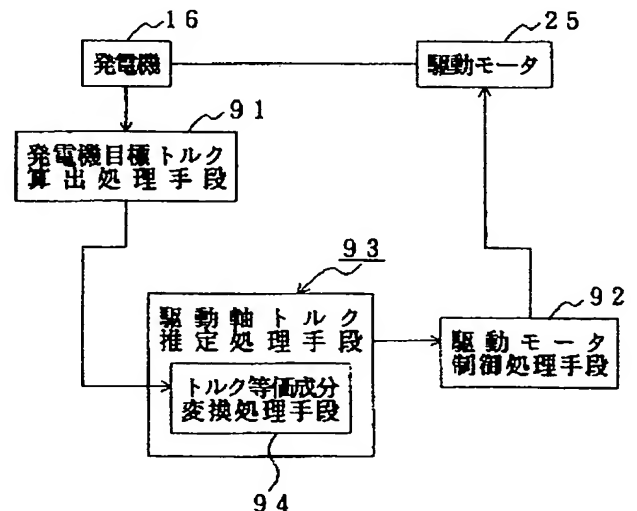 16
発電機
25
駆動モータ
91
発電機目標トルク
算出処理手段
93
駆動軸トルク
推定処理手段
トルク等価成分
変換処理手段
94
92
駆動モータ
制御処理手段